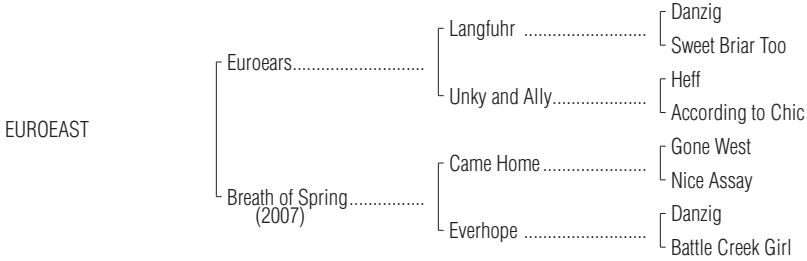 Danzig
Langfuhr ..........................
Sweet Briar Too
Euroears............................
Heff
Unky and Ally....................
According to Chic
EUROEAST
Gone West
Came Home ......................
Nice Assay
Breath of Spring................
(2007)
Danzig
Everhope ..........................
Battle Creek Girl